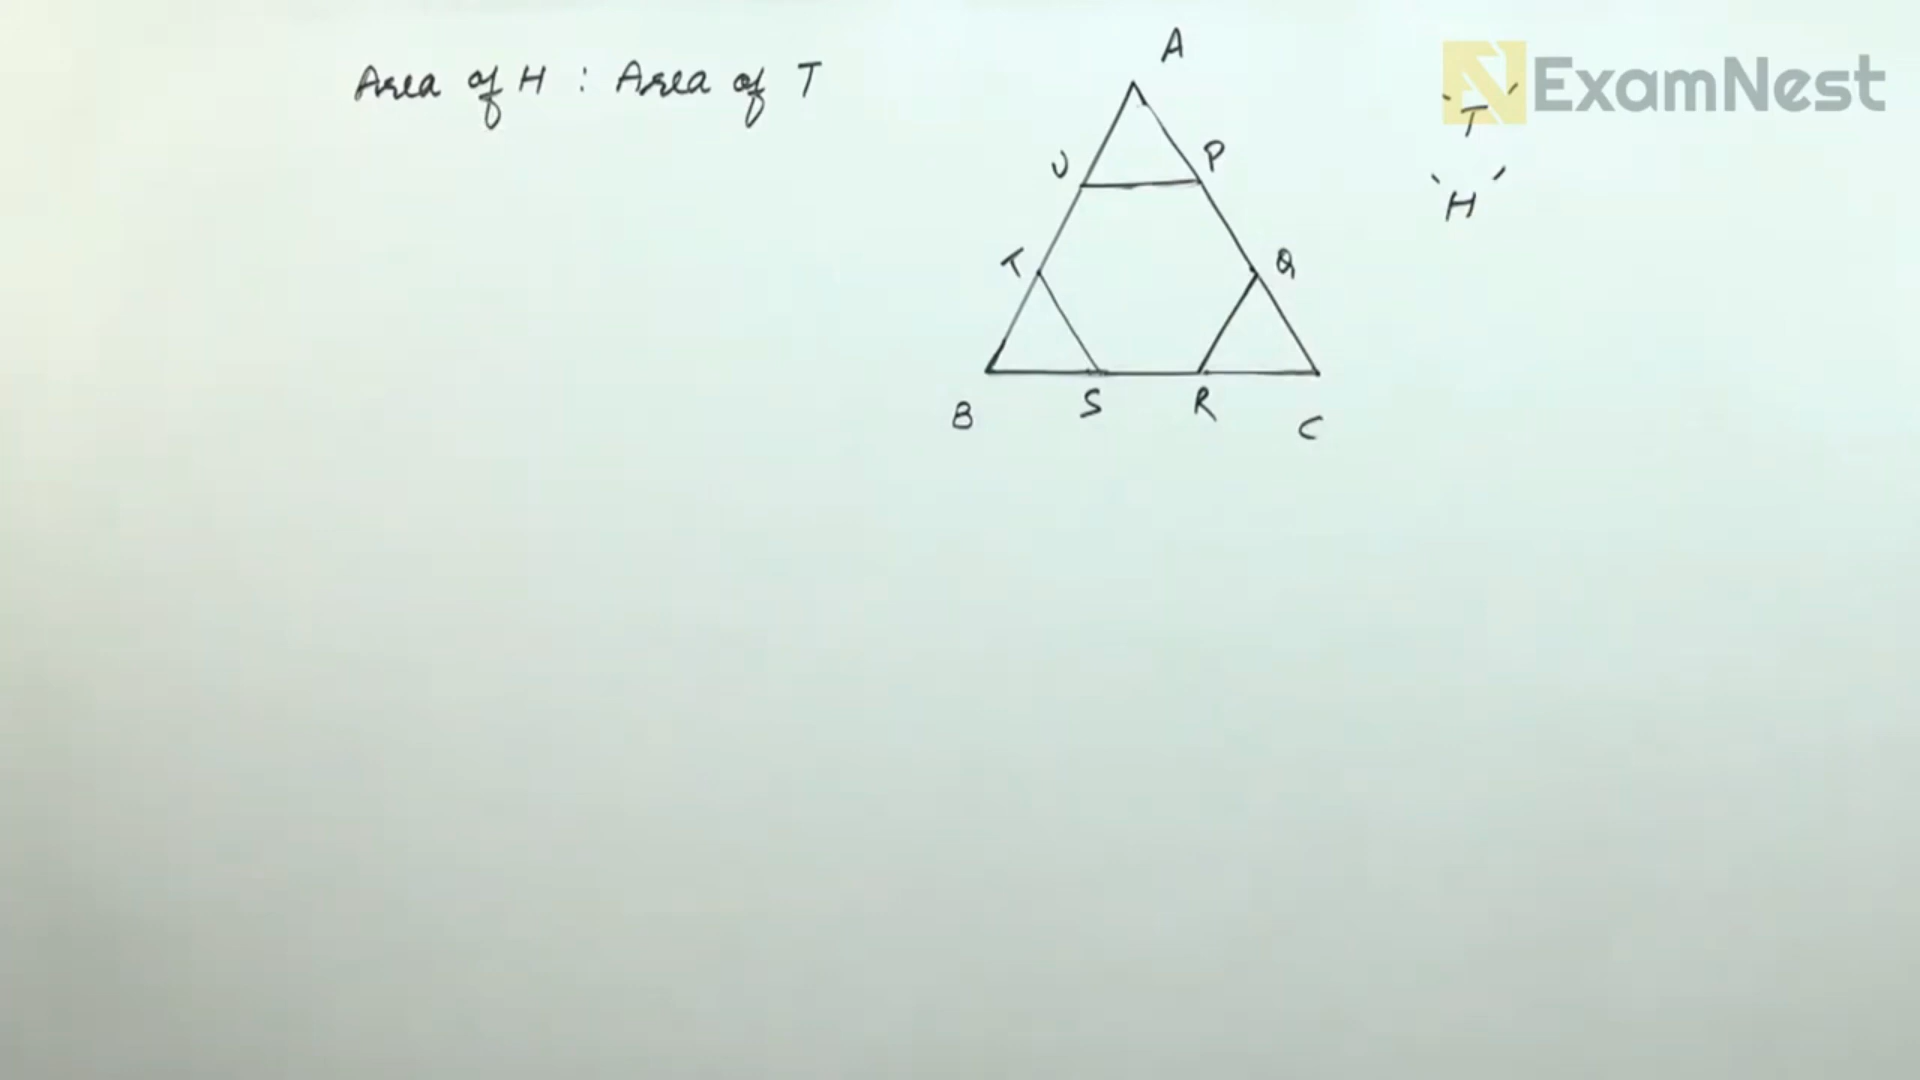 Area of H : Area of T
A
ExamNest
'T'
U
P
'H'
T
Q
B
S
R
C